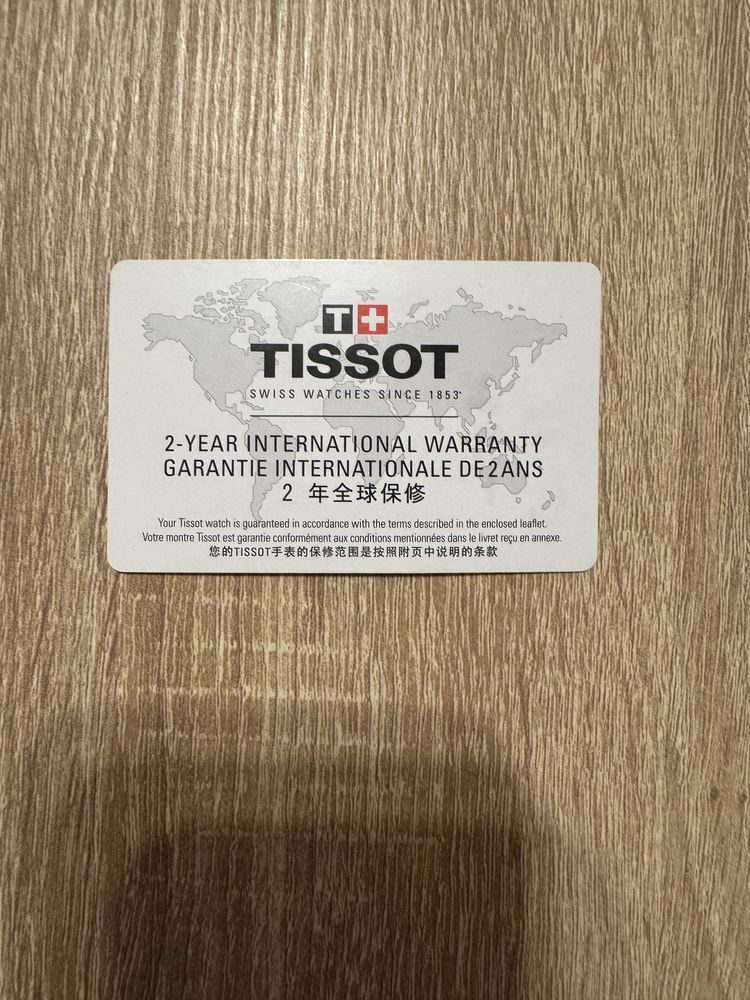 T+
TISSOT
SWISS WATCHES SINCE 1853
2-YEAR INTERNATIONAL WARRANTY
GARANTIE INTERNATIONALE DE2ANS
2 年全球保修
Your Tissot watch is guaranteed in accordance with the terms described in the enclosed leaflet.
Votre montre Tissot est garantie conformément aux conditions mentionnées dans le livret reçu en annexe.
您的TISSOT手表的保修范围是按照附页中说明的条款